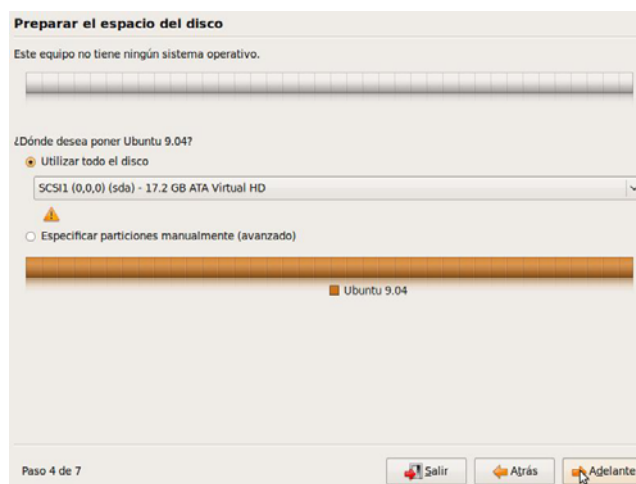 Preparar el espacio del disco
Este equipo no tiene ningún sistema operativo.
¿Dónde desea poner Ubuntu 9.04?
Utilizar todo el disco
SCSI1 (0,0,0) (sda) - 17.2 GB ATA Virtual HD
Especificar particiones manualmente (avanzado)
Ubuntu 9.04
Paso 4 de 7
Salir
Atrás
Adelante